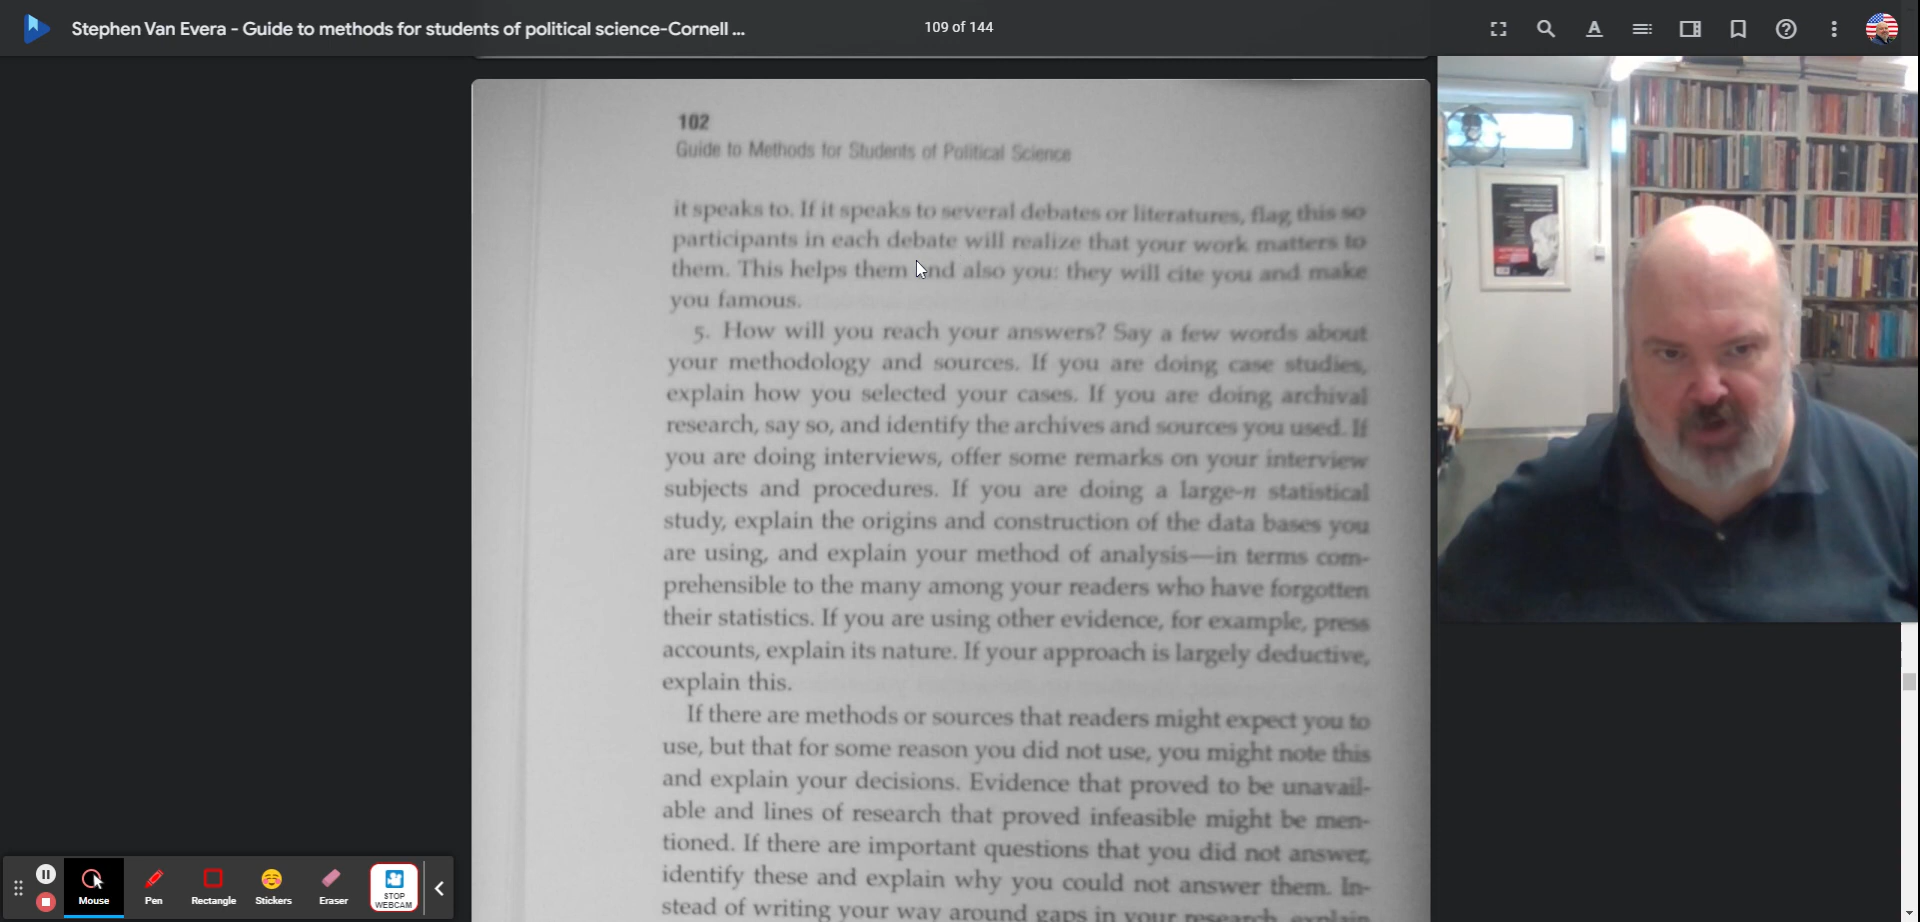 Stephen Van Evera - Guide to methods for students of political science-Cornell ...
109 of 144
102
Guide to Methods for Students of Political Science
it speaks to. If it speaks to several debates or literatures, flag this so
participants in each debate will realize that your work matters to
them. This helps them and also you: they will cite you and make
you famous.
5. How will you reach your answers? Say a few words about
your methodology and sources. If you are doing case studies,
explain how you selected your cases. If you are doing archival
research, say so, and identify the archives and sources you used. If
you are doing interviews, offer some remarks on your interview
subjects and procedures. If you are doing a large-n statistical
study, explain the origins and construction of the data bases you
are using, and explain your method of analysis—in terms com-
prehensible to the many among your readers who have forgotten
their statistics. If you are using other evidence, for example, press
accounts, explain its nature. If your approach is largely deductive,
explain this.
If there are methods or sources that readers might expect you to
use, but that for some reason you did not use, you might note this
and explain your decisions. Evidence that proved to be unavail-
able and lines of research that proved infeasible might be men-
tioned. If there are important questions that you did not answer,
identify these and explain why you could not answer them. In-
stead of writing your way around gaps in your research, explain
Mouse
Pen
Rectangle
Stickers
Eraser
STOP
WEBCAM